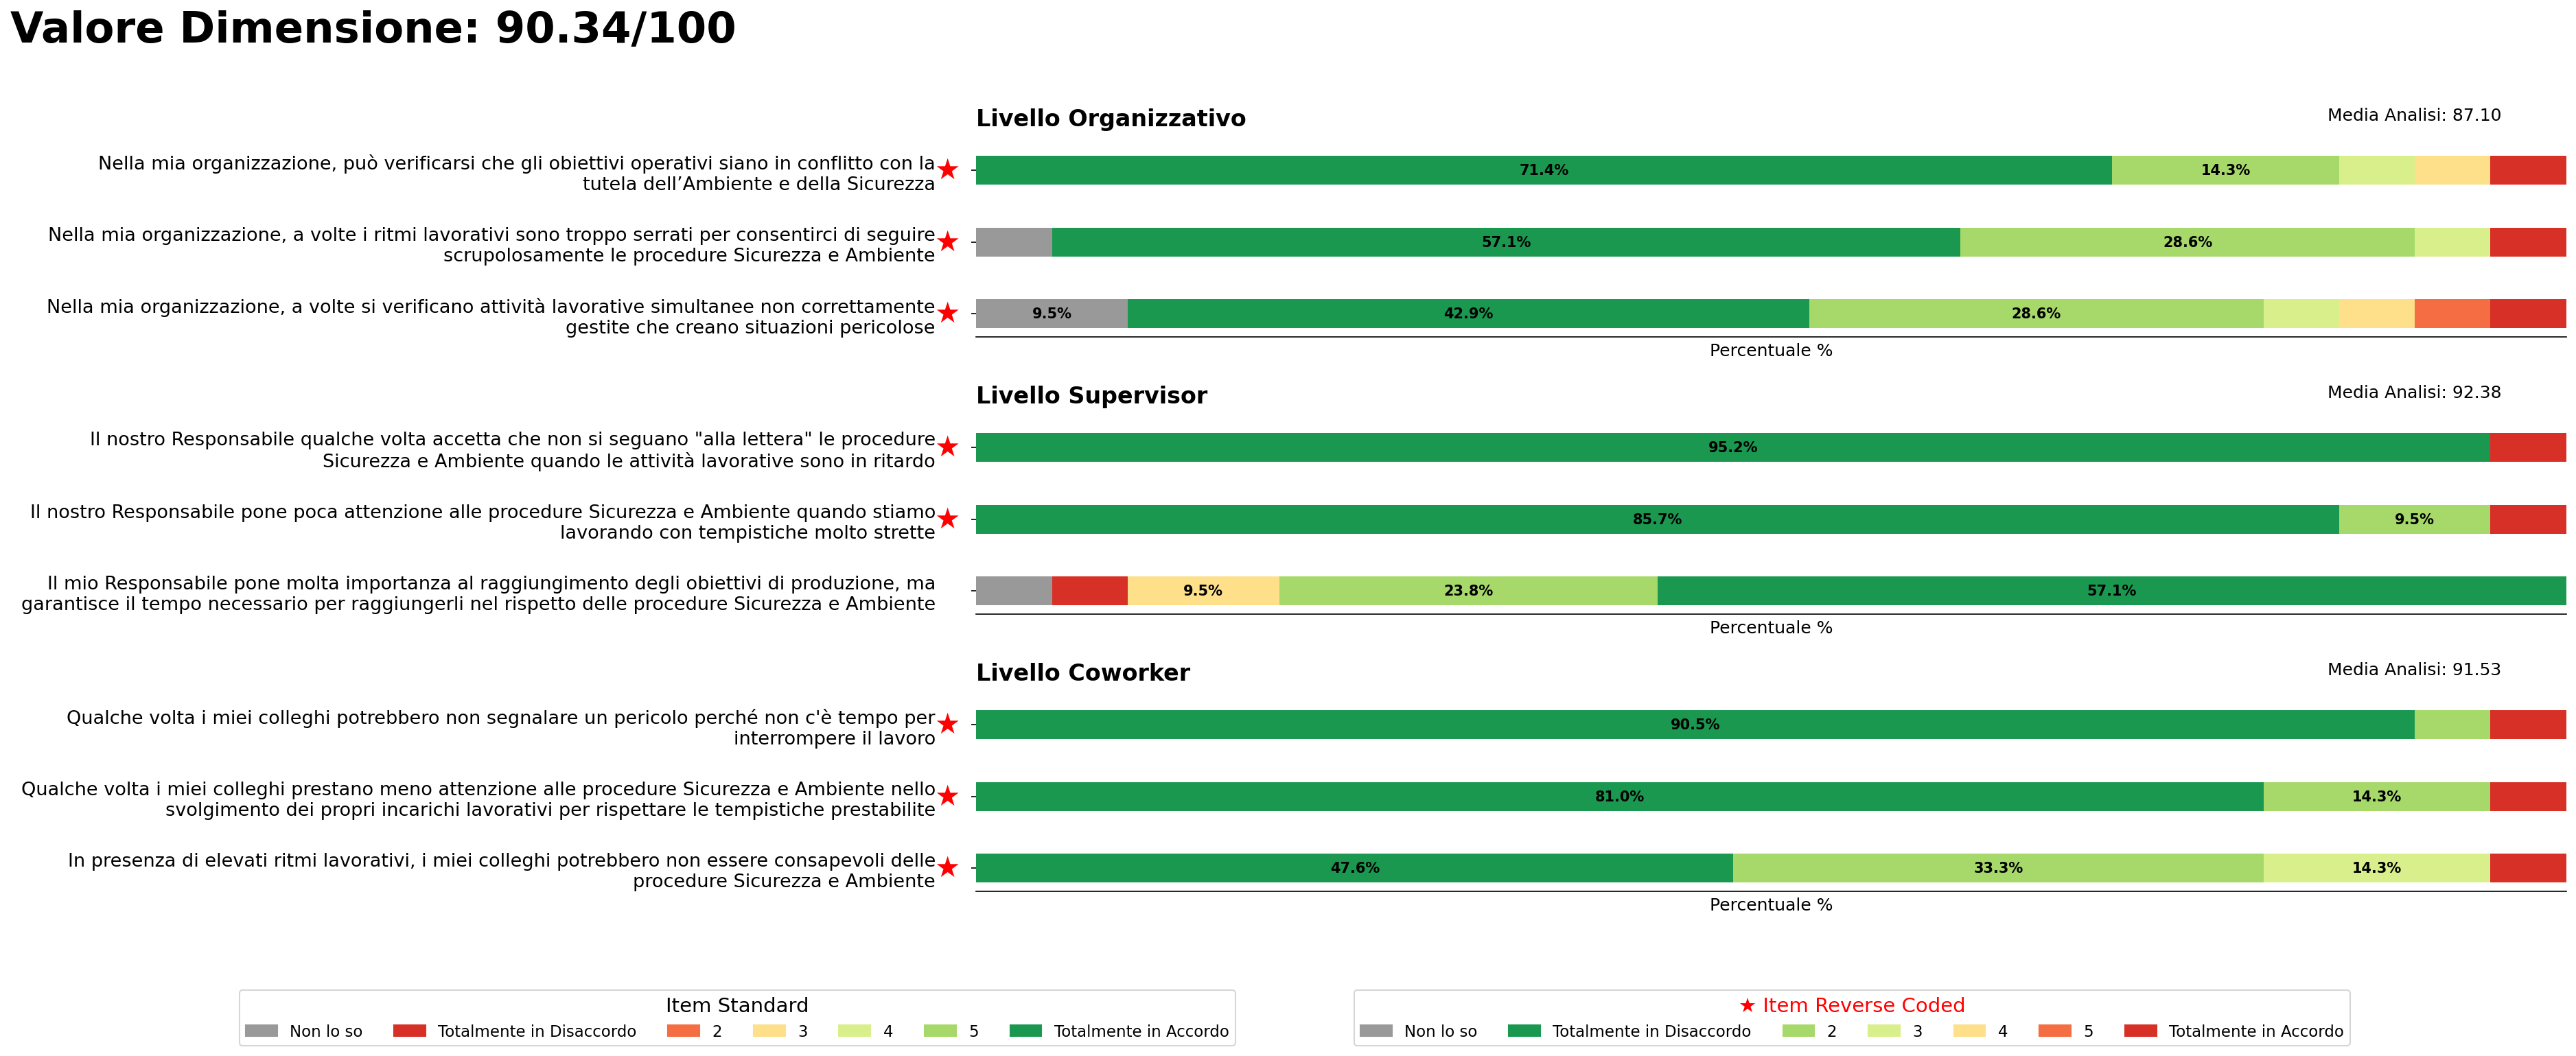 Valore Dimensione: 90.34/100
Livello Organizzativo
Media Analisi: 87.10
Nella mia organizzazione, può verificarsi che gli obiettivi operativi siano in conflitto con la
tutela dell’Ambiente e della Sicurezza
★
71.4%
14.3%
Nella mia organizzazione, a volte i ritmi lavorativi sono troppo serrati per consentirci di seguire
scrupolosamente le procedure Sicurezza e Ambiente
★
57.1%
28.6%
Nella mia organizzazione, a volte si verificano attività lavorative simultanee non correttamente
gestite che creano situazioni pericolose
★
9.5%
42.9%
28.6%
Percentuale %
Livello Supervisor
Media Analisi: 92.38
Il nostro Responsabile qualche volta accetta che non si seguano "alla lettera" le procedure
Sicurezza e Ambiente quando le attività lavorative sono in ritardo
★
95.2%
Il nostro Responsabile pone poca attenzione alle procedure Sicurezza e Ambiente quando stiamo
lavorando con tempistiche molto strette
★
85.7%
9.5%
Il mio Responsabile pone molta importanza al raggiungimento degli obiettivi di produzione, ma
garantisce il tempo necessario per raggiungerli nel rispetto delle procedure Sicurezza e Ambiente
9.5%
23.8%
57.1%
Percentuale %
Livello Coworker
Media Analisi: 91.53
Qualche volta i miei colleghi potrebbero non segnalare un pericolo perché non c'è tempo per
interrompere il lavoro
★
90.5%
Qualche volta i miei colleghi prestano meno attenzione alle procedure Sicurezza e Ambiente nello
svolgimento dei propri incarichi lavorativi per rispettare le tempistiche prestabilite
★
81.0%
14.3%
In presenza di elevati ritmi lavorativi, i miei colleghi potrebbero non essere consapevoli delle
procedure Sicurezza e Ambiente
★
47.6%
33.3%
14.3%
Percentuale %
Item Standard
Non lo so
Totalmente in Disaccordo
2
3
4
5
Totalmente in Accordo
★ Item Reverse Coded
Non lo so
Totalmente in Disaccordo
2
3
4
5
Totalmente in Accordo